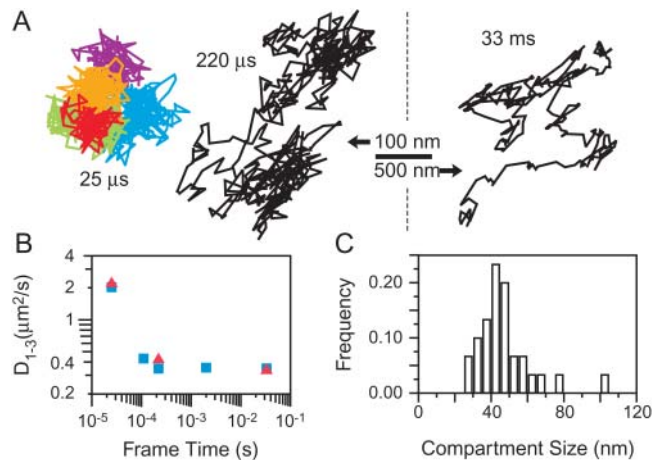 A
25 μs
220 μs
33 ms
100 nm
500 nm
B
D1-3(μm²/s)
4
2
1
0.4
0.2
10⁻⁵
10⁻⁴
10⁻³
10⁻²
10⁻¹
Frame Time (s)
C
Frequency
0.20
0.10
0.00
0
40
80
120
Compartment Size (nm)